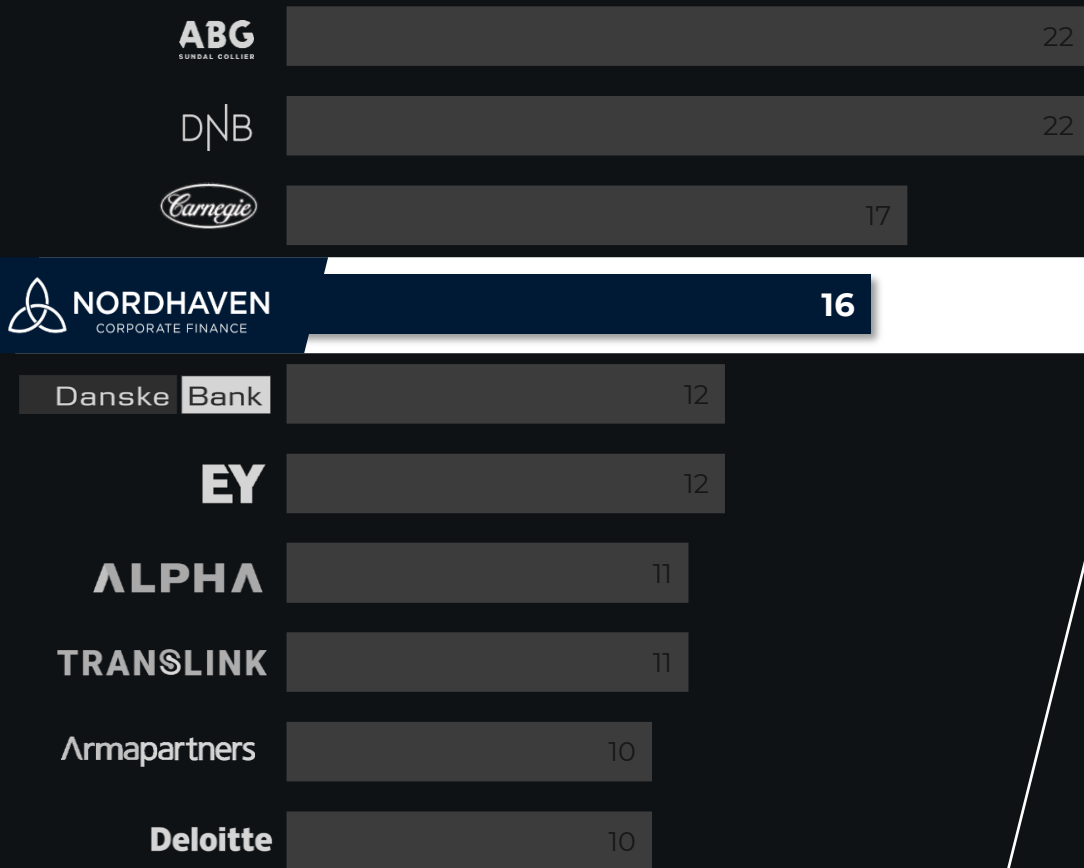 ABG 22
SUNDAL COLLIER
DNB 22
Carnegie 17
NORDHAVEN 16
CORPORATE FINANCE
Danske Bank 12
EY 12
ALPHA 11
TRANSLINK 11
Armapartners 10
Deloitte 10